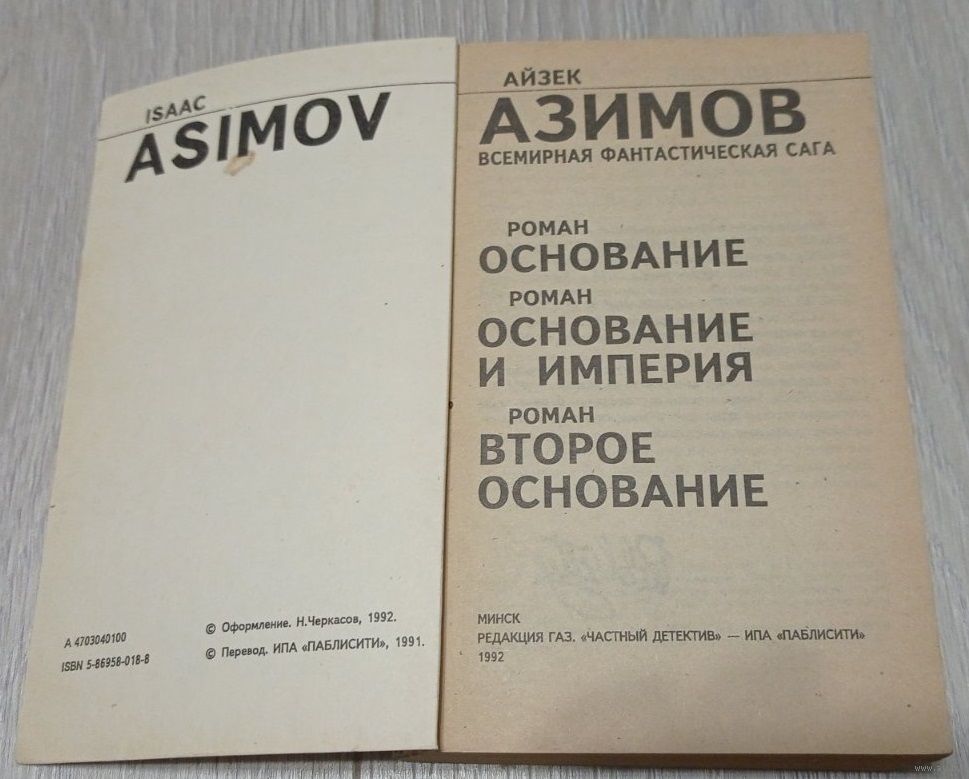 ISAAC
ASIMOV
А 4703040100
ISBN 5-86958-018-8
© Оформление. Н.Черкасов, 1992.
© Перевод. ИПА «ПАБЛИСИТИ», 1991.
АЙЗЕК
АЗИМОВ
ВСЕМИРНАЯ ФАНТАСТИЧЕСКАЯ САГА
РОМАН
ОСНОВАНИЕ
РОМАН
ОСНОВАНИЕ
И ИМПЕРИЯ
РОМАН
ВТОРОЕ
ОСНОВАНИЕ
МИНСК
РЕДАКЦИЯ ГАЗ. «ЧАСТНЫЙ ДЕТЕКТИВ» — ИПА «ПАБЛИСИТИ»
1992